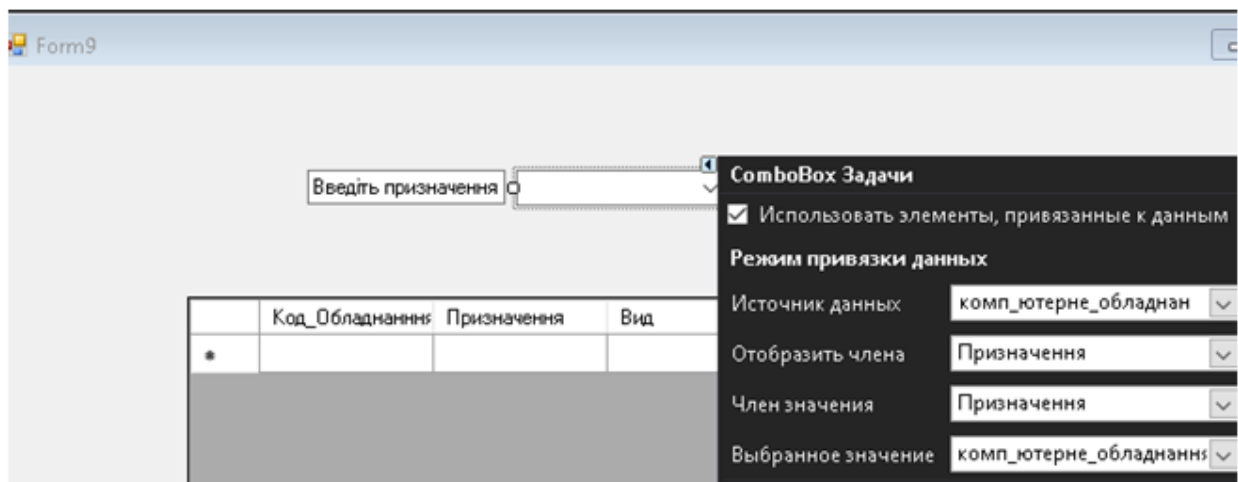 Form9
Введіть призначення
ComboBox Задачи
Использовать элементы, привязанные к данным
Режим привязки данных
Источник данных комп_ютерне_обладнан
Отобразить члена Призначення
Член значения Призначення
Выбранное значение комп_ютерне_обладнання
Код_Обладнанння Призначення Вид
*